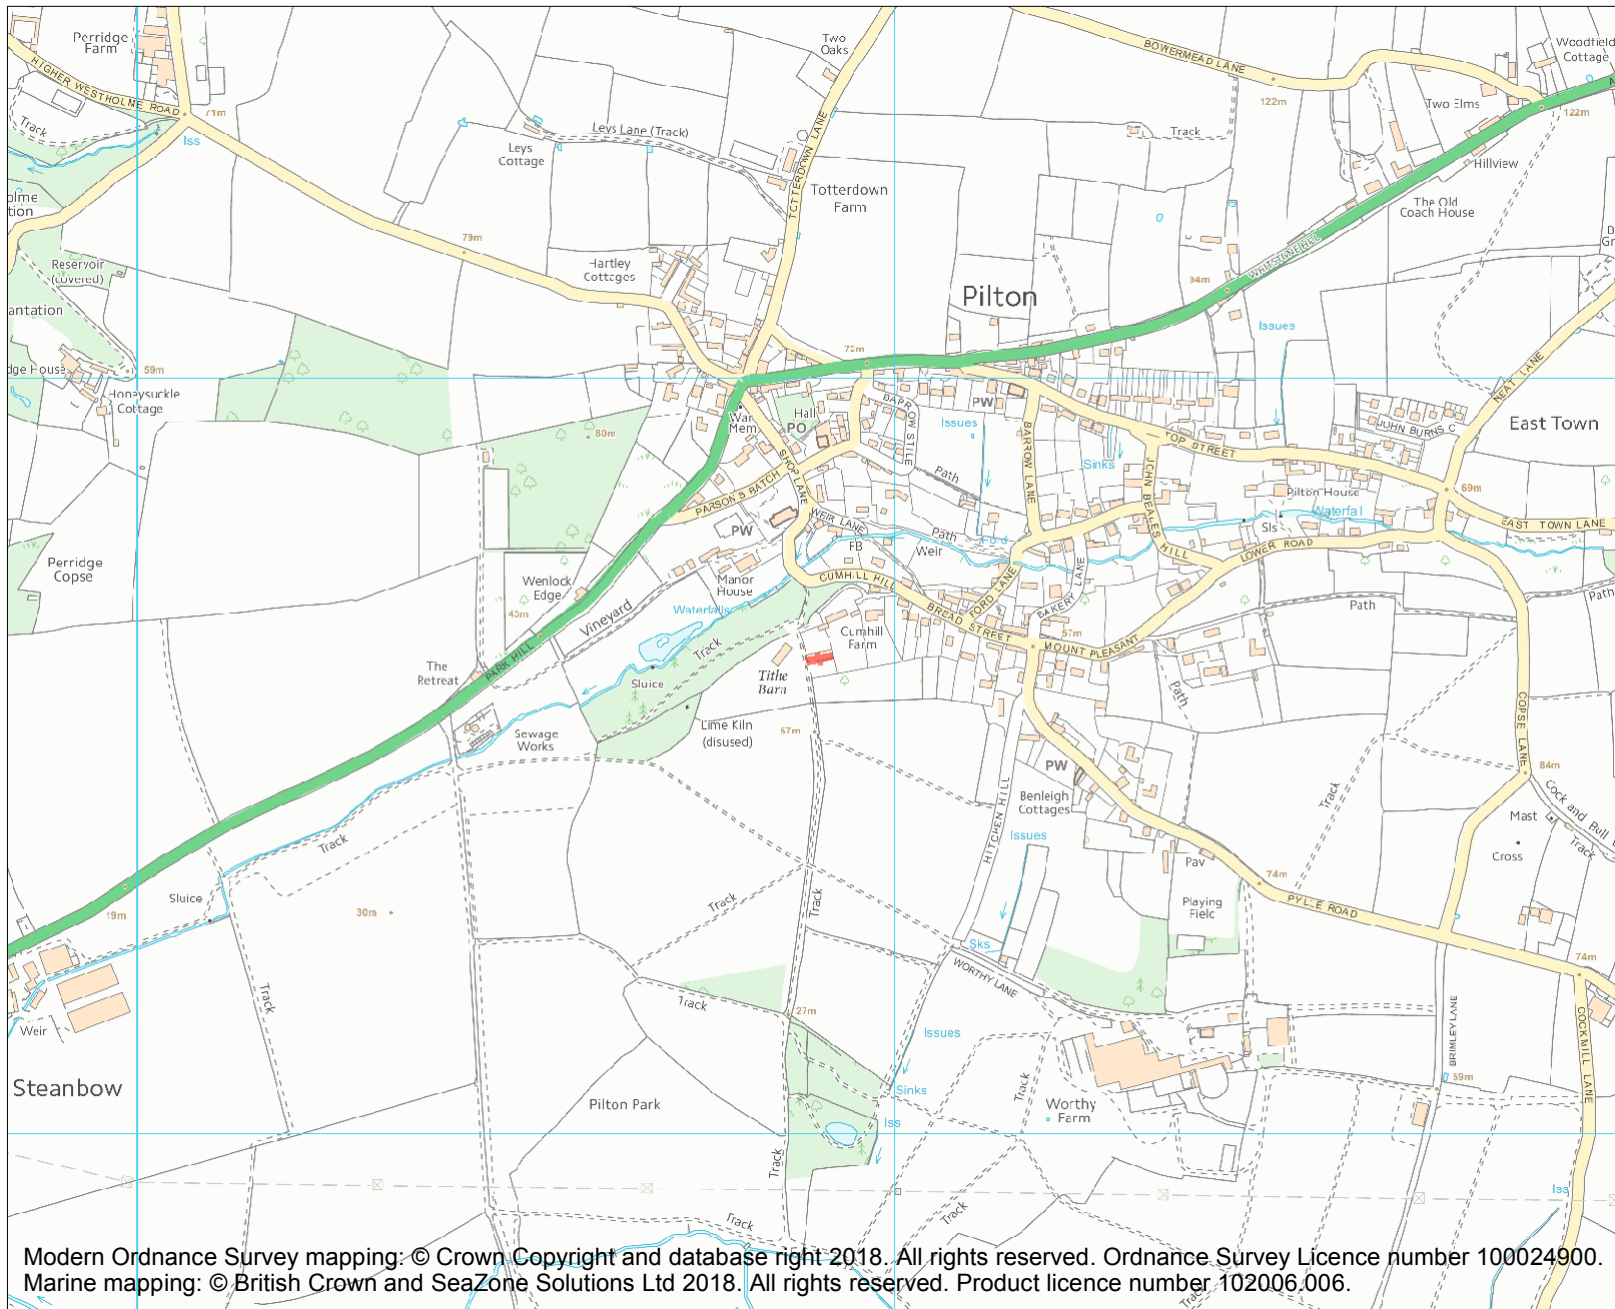 Perridge
Farm
HIGHER WESTHOLME ROAD
Track
71m
Iss
Two
Oaks
Leys Lane (Track)
Leys
Cottage
TOTTERDOWN LANE
Totterdown
Farm
BOWERMEAD LANE
122m
Woodfield
Cottage
Two Elms
122m
Track
Hillview
The Old
Coach House
WHITSTONE HILL
94m
79m
Hartley
Cottages
Reservoir
(covered)
antation
dge House
59m
Honeysuckle
Cottage
Pilton
72m
Issues
NEAT LANE
East Town
JOHN BURNS C
War
Mem
Hall
PO
BARROW STILE
PW
Issues
80m
SHOP LANE
PARSON'S BATCH
Path
BARROW LANE
Sinks
TOP STREET
JOHN BEALES HILL
Pilton House
Waterfal
Sls
69m
EAST TOWN LANE
PW
WEIR LANE
Path
Ford
FB
Weir
LOWER ROAD
Perridge
Copse
Wenlock
Edge
43m
Vineyard
Manor
House
Waterfalls
CUMHILL HILL
BREAD STREET
FORD LANE
BAKERY LANE
57m
MOUNT PLEASANT
Path
Path
Path
The
Retreat
PARK HILL
Sluice
Track
Tithe
Barn
Cumhill
Farm
Sewage
Works
Lime Kiln
(disused)
57m
PW
Benleigh
Cottages
HITCHEN HILL
Issues
COPSE LANE
84m
Cock and Bull
Track
Mast
Cross
Track
Track
Sluice
19m
30m
Track
Track
Pav
Playing
Field
74m
PYLLE ROAD
Sks
WORTHY LANE
74m
Track
Weir
Track
27m
Issues
BRIMLEY LANE
COCKMILL LANE
Steanbow
Pilton Park
Sinks
Iss
Track
Worthy
Farm
59m
Track
Track
Track
Iss
Track
Modern Ordnance Survey mapping: © Crown Copyright and database right 2018. All rights reserved. Ordnance Survey Licence number 100024900.
Marine mapping: © British Crown and SeaZone Solutions Ltd 2018. All rights reserved. Product licence number 102006.006.